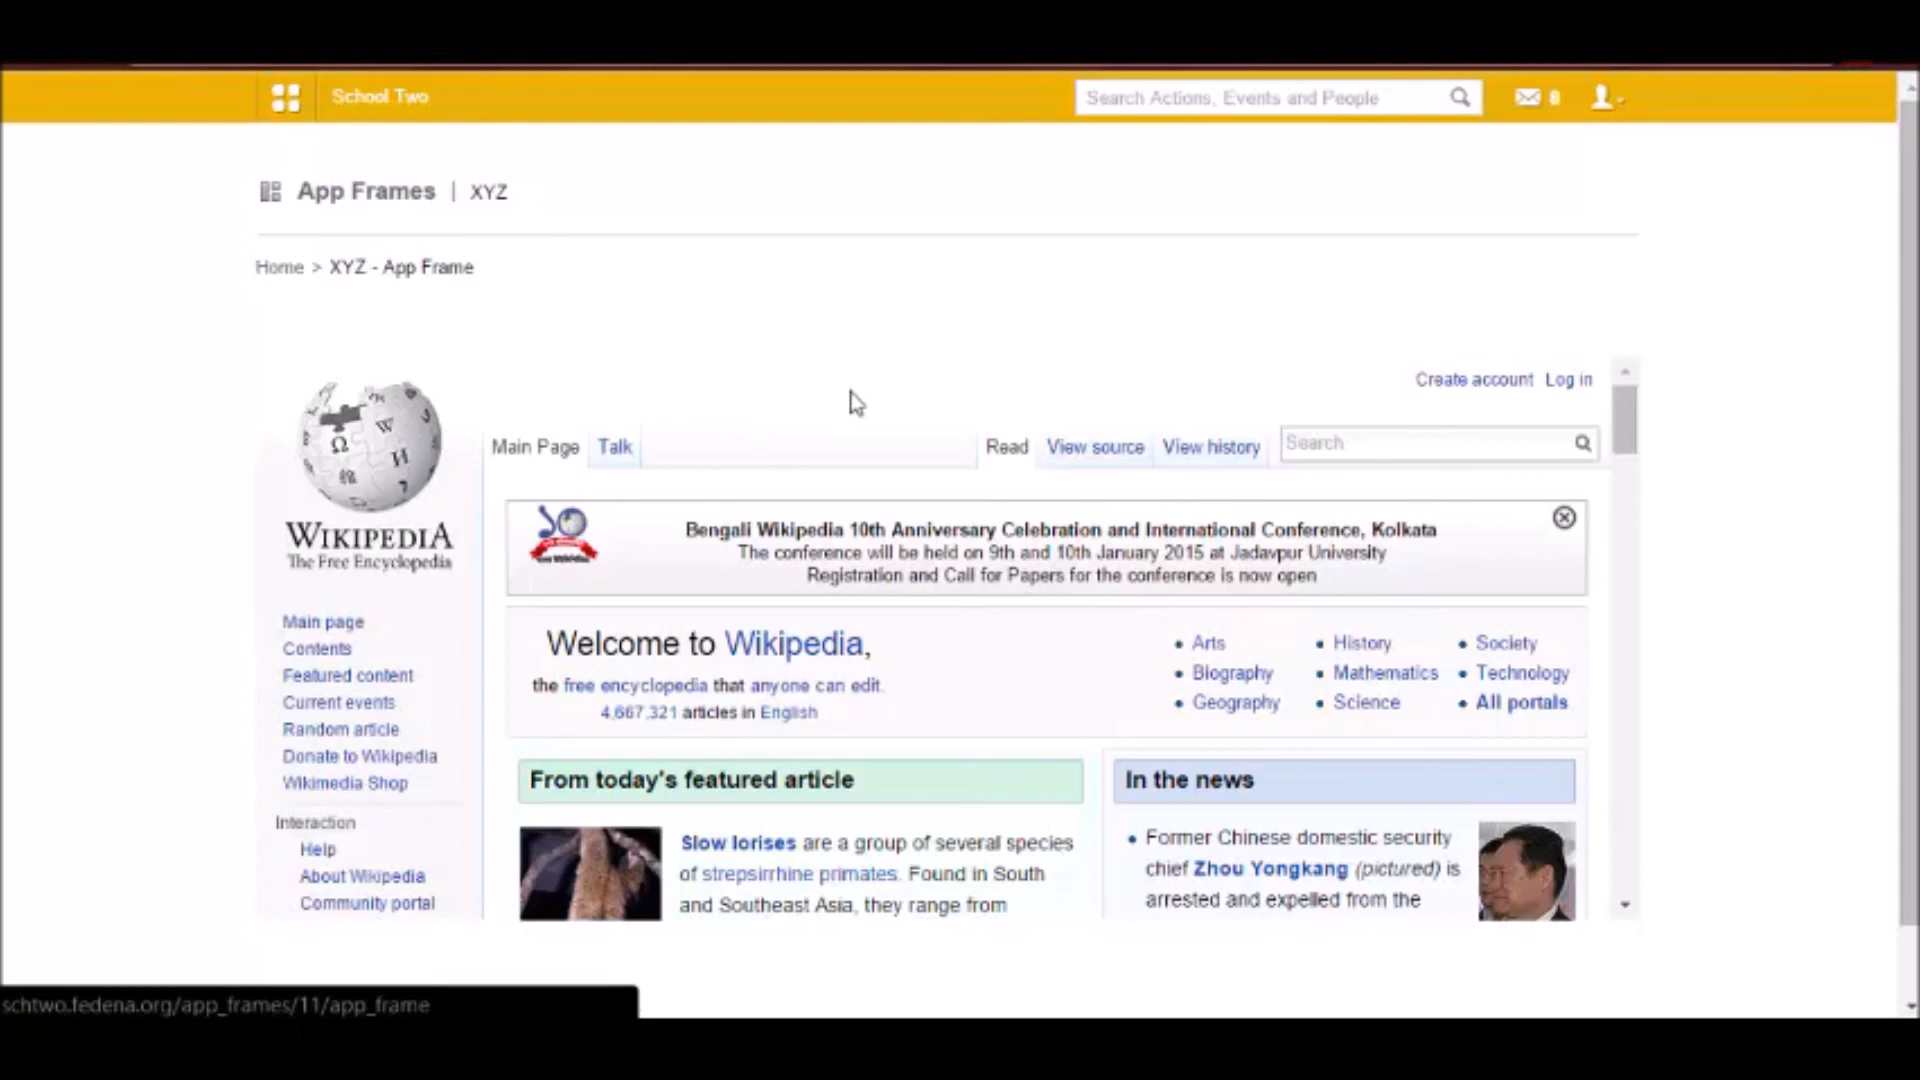 School Two
Search Actions, Events and People
8
App Frames | XYZ
Home > XYZ - App Frame
Create account Log in
Main Page Talk Read View source View history Search
WIKIPEDIA
The Free Encyclopedia
Bengali Wikipedia 10th Anniversary Celebration and International Conference, Kolkata
The conference will be held on 9th and 10th January 2015 at Jadavpur University
Registration and Call for Papers for the conference is now open
Main page
Contents
Featured content
Current events
Random article
Donate to Wikipedia
Wikimedia Shop
Interaction
Help
About Wikipedia
Community portal
Welcome to Wikipedia,
the free encyclopedia that anyone can edit.
4,667,321 articles in English
Arts
Biography
Geography
History
Mathematics
Science
Society
Technology
All portals
From today's featured article
Slow lorises are a group of several species
of strepsirrhine primates. Found in South
and Southeast Asia, they range from
In the news
Former Chinese domestic security
chief Zhou Yongkang (pictured) is
arrested and expelled from the
schtwo.fedena.org/app_frames/11/app_frame